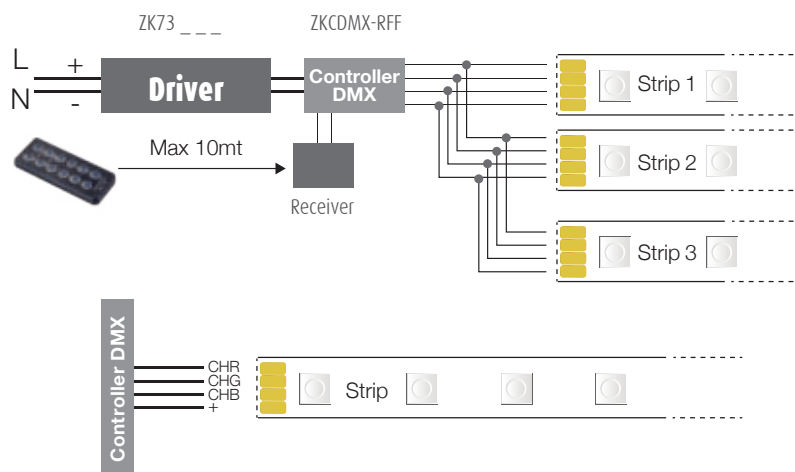 ZK73 _ _ _
ZKCDMX-RFF
L
+
N
-
Driver
Controller
DMX
Strip 1
Max 10mt
Strip 2
Receiver
Strip 3
Controller DMX
CHR
CHG
CHB
+
Strip